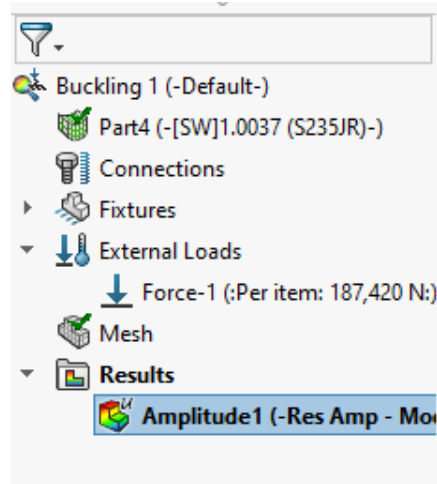 Buckling 1 (-Default-)
Part4 (-[SW]1.0037 (S235JR)-)
Connections
Fixtures
External Loads
Force-1 (:Per item: 187,420 N:)
Mesh
Results
Amplitude1 (-Res Amp -